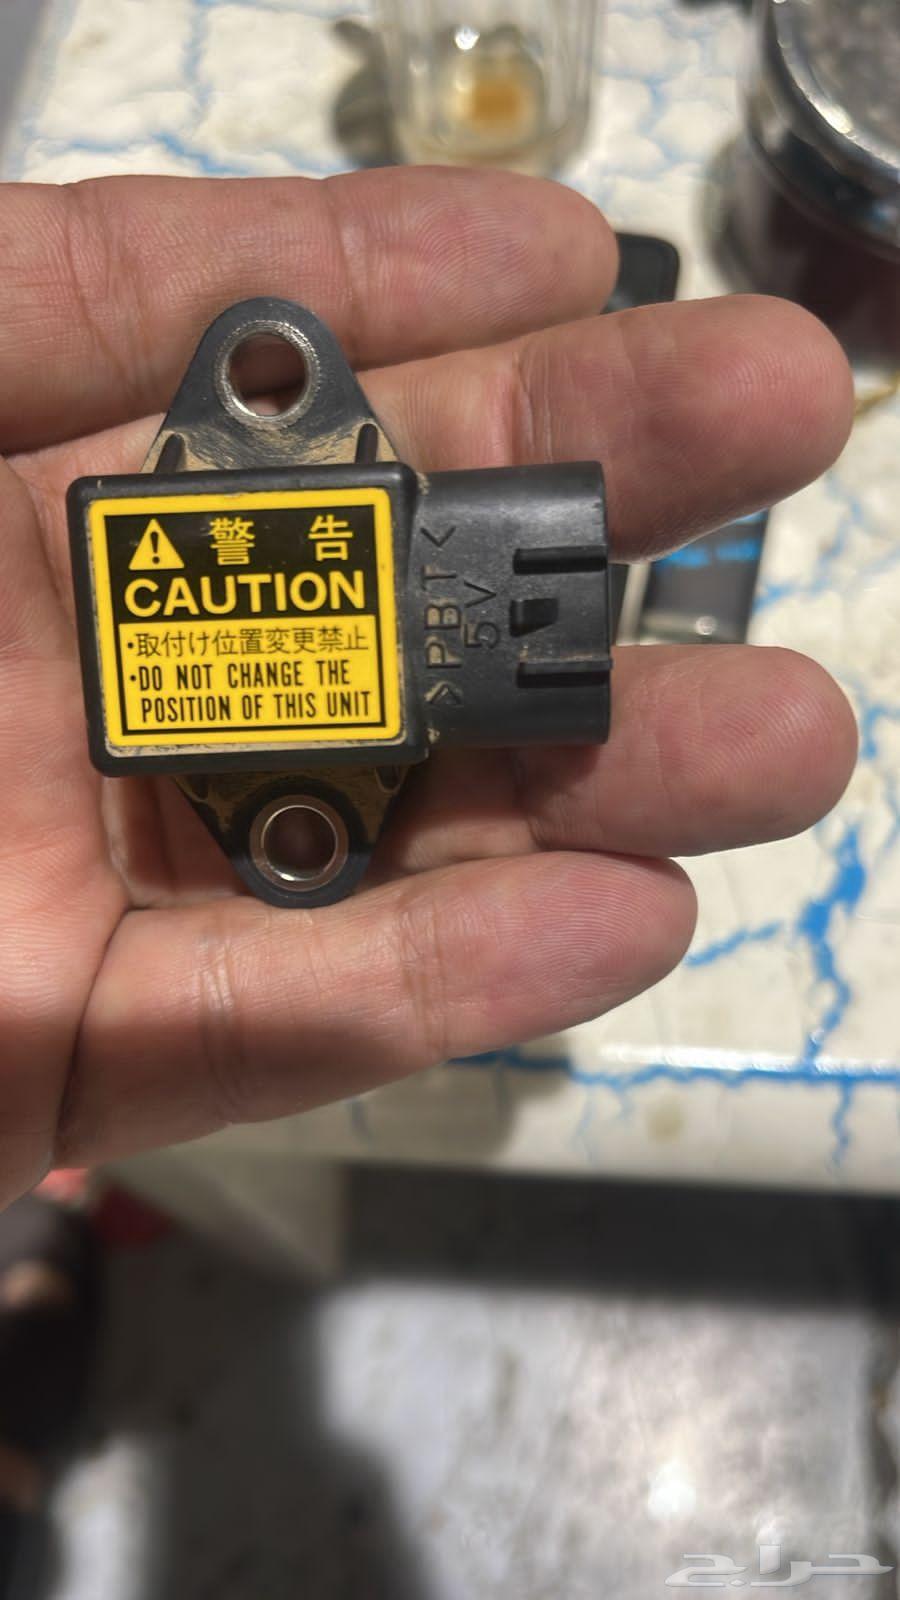 警告
CAUTION
・取付け位置変更禁止
・DO NOT CHANGE THE
POSITION OF THIS UNIT
>PBT<
5V
حراج